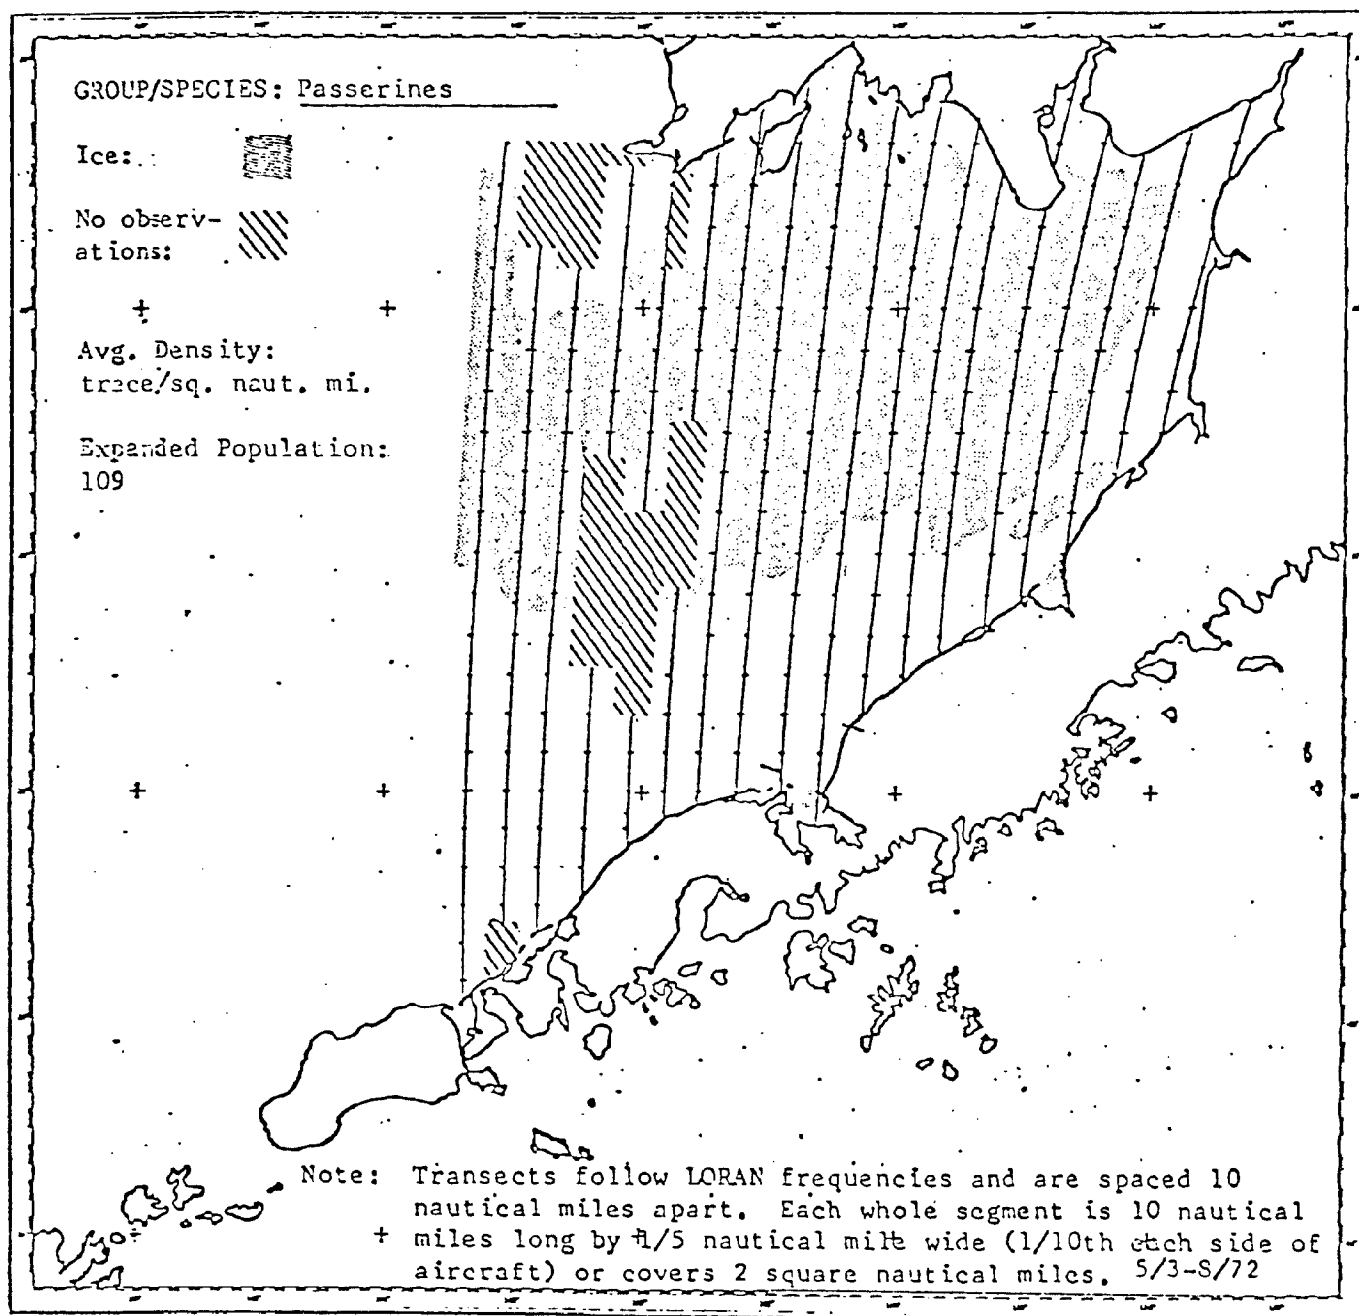 GROUP/SPECIES: Passerines
Ice:
No observ-
ations:
Avg. Density:
trace/sq. naut. mi.
Expanded Population:
109
Note: Transects follow LORAN frequencies and are spaced 10
nautical miles apart. Each whole segment is 10 nautical
miles long by 1/5 nautical mile wide (1/10th each side of
aircraft) or covers 2 square nautical miles. 5/3-8/72